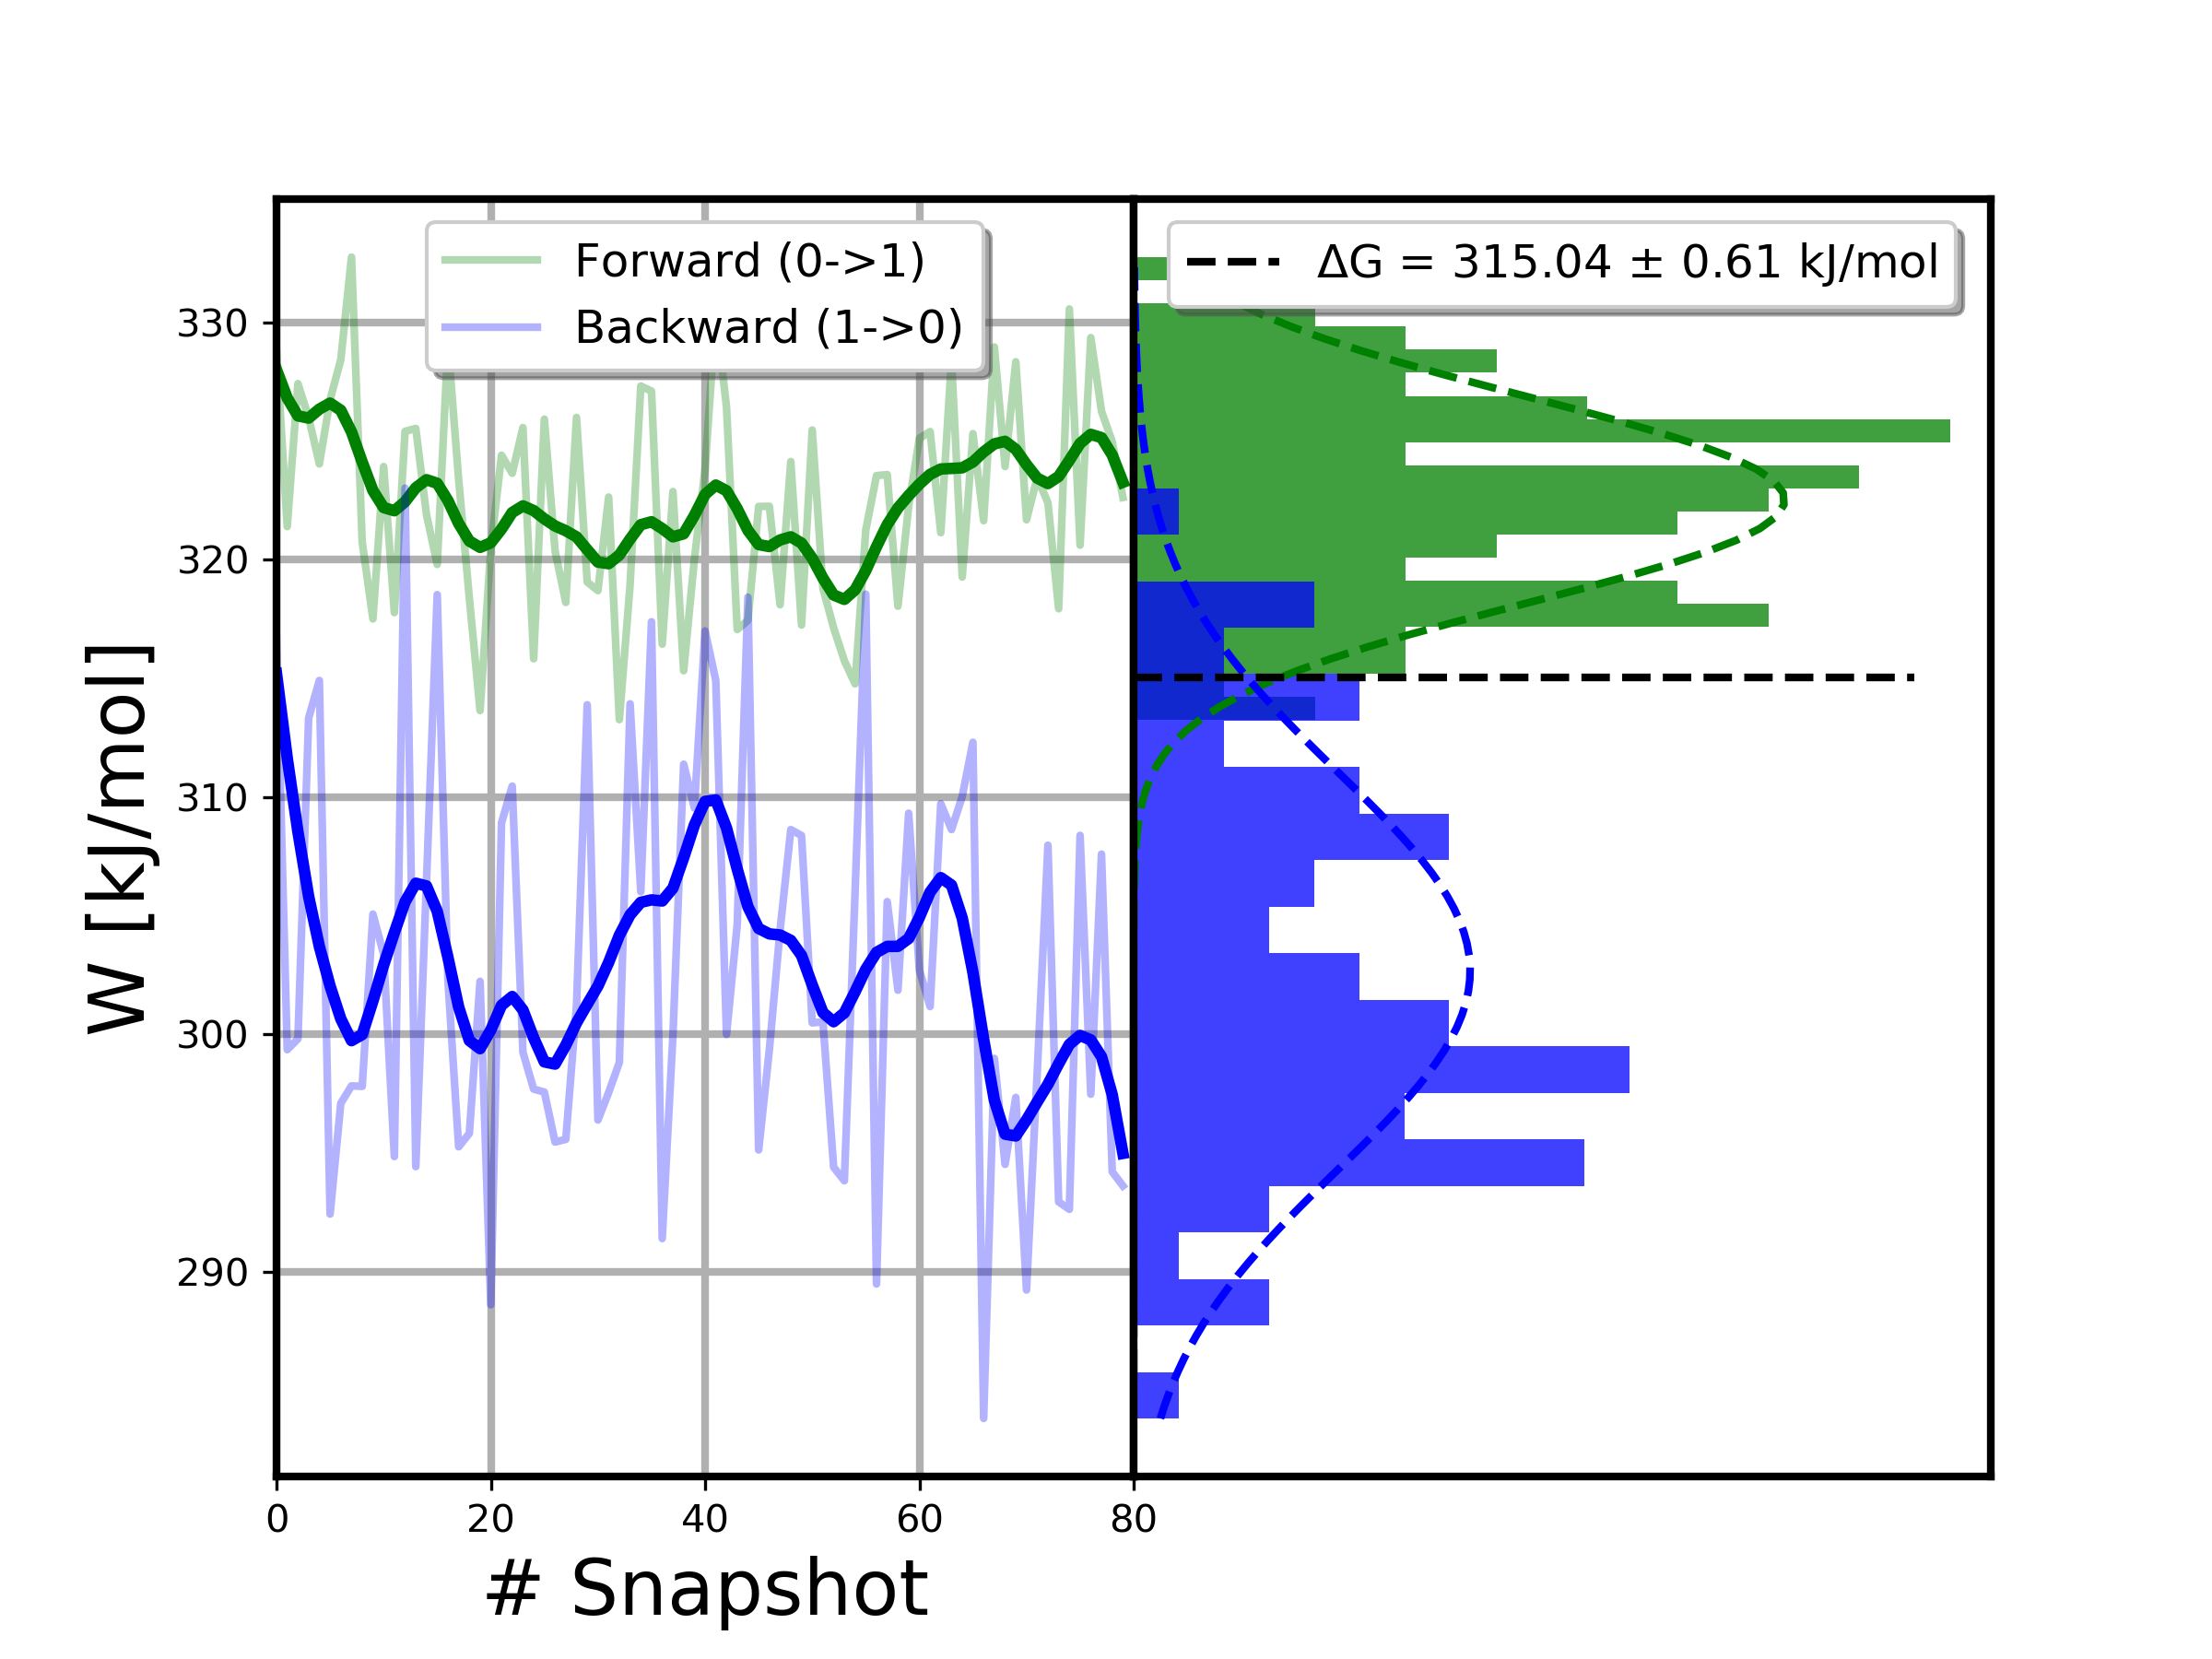 Forward (0->1)
Backward (1->0)
ΔG = 315.04 ± 0.61 kJ/mol
330
320
310
300
290
W [kJ/mol]
0
20
40
60
80
# Snapshot